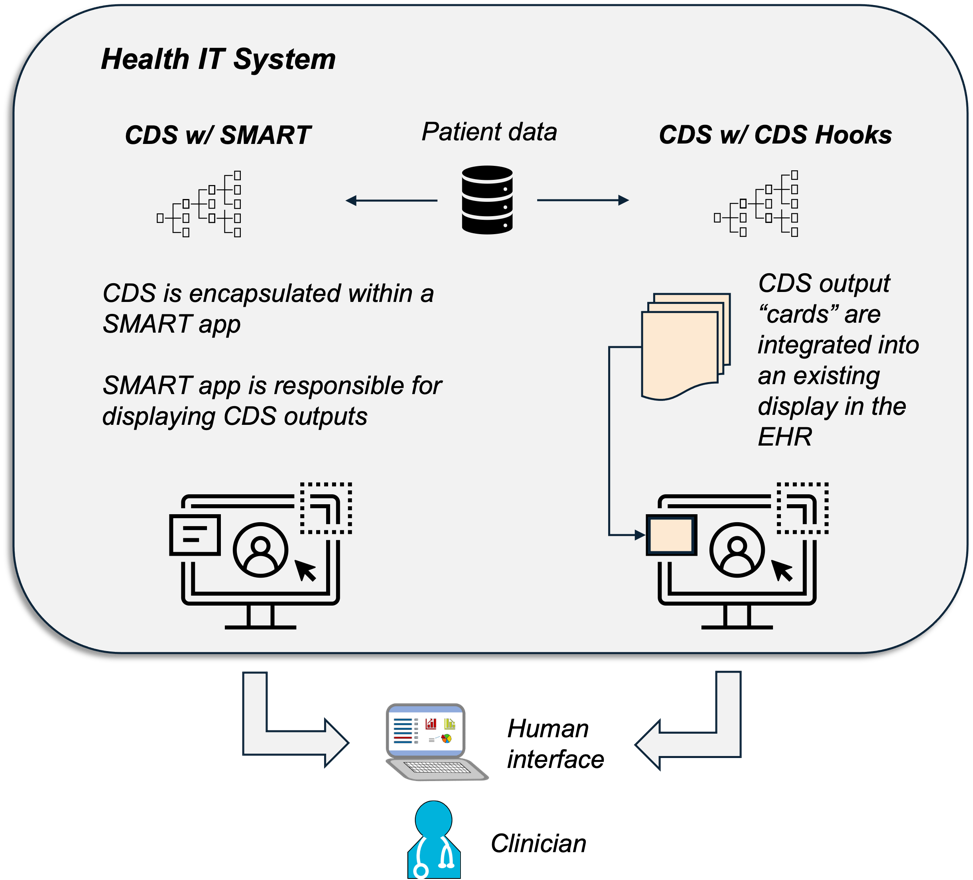 Health IT System
CDS w/ SMART
Patient data
CDS w/ CDS Hooks
CDS is encapsulated within a
SMART app
SMART app is responsible for
displaying CDS outputs
CDS output
“cards” are
integrated into
an existing
display in the
EHR
Human
interface
Clinician